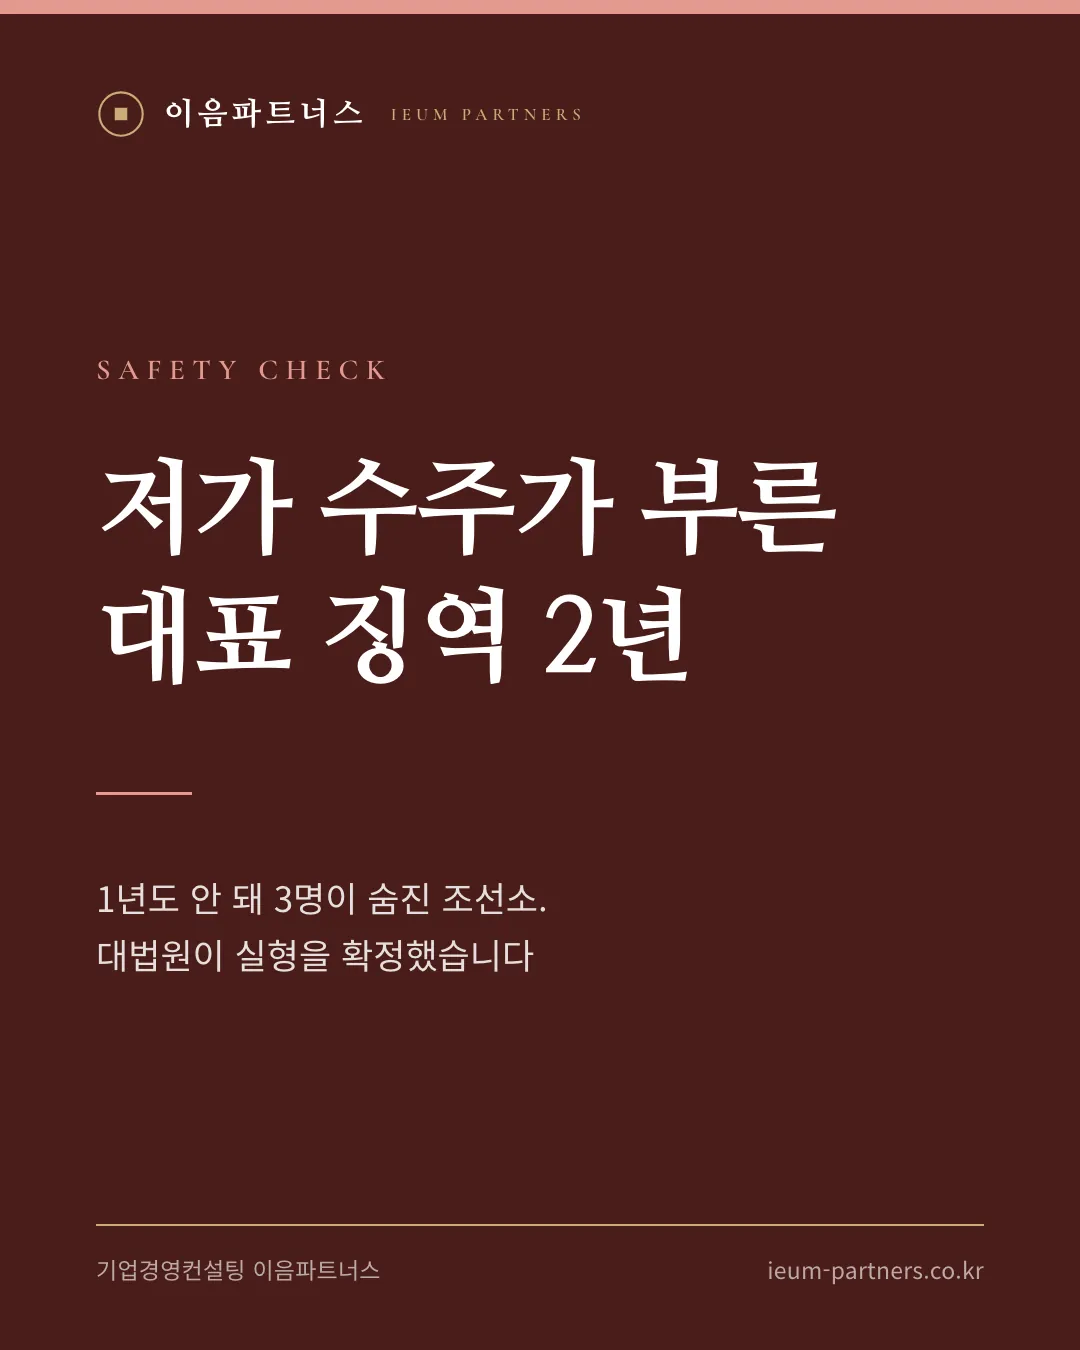 이음파트너스 IEUM PARTNERS
SAFETY CHECK
저가 수주가 부른
대표 징역 2년
1년도 안 돼 3명이 숨진 조선소.
대법원이 실형을 확정했습니다
기업경영컨설팅 이음파트너스 ieum-partners.co.kr